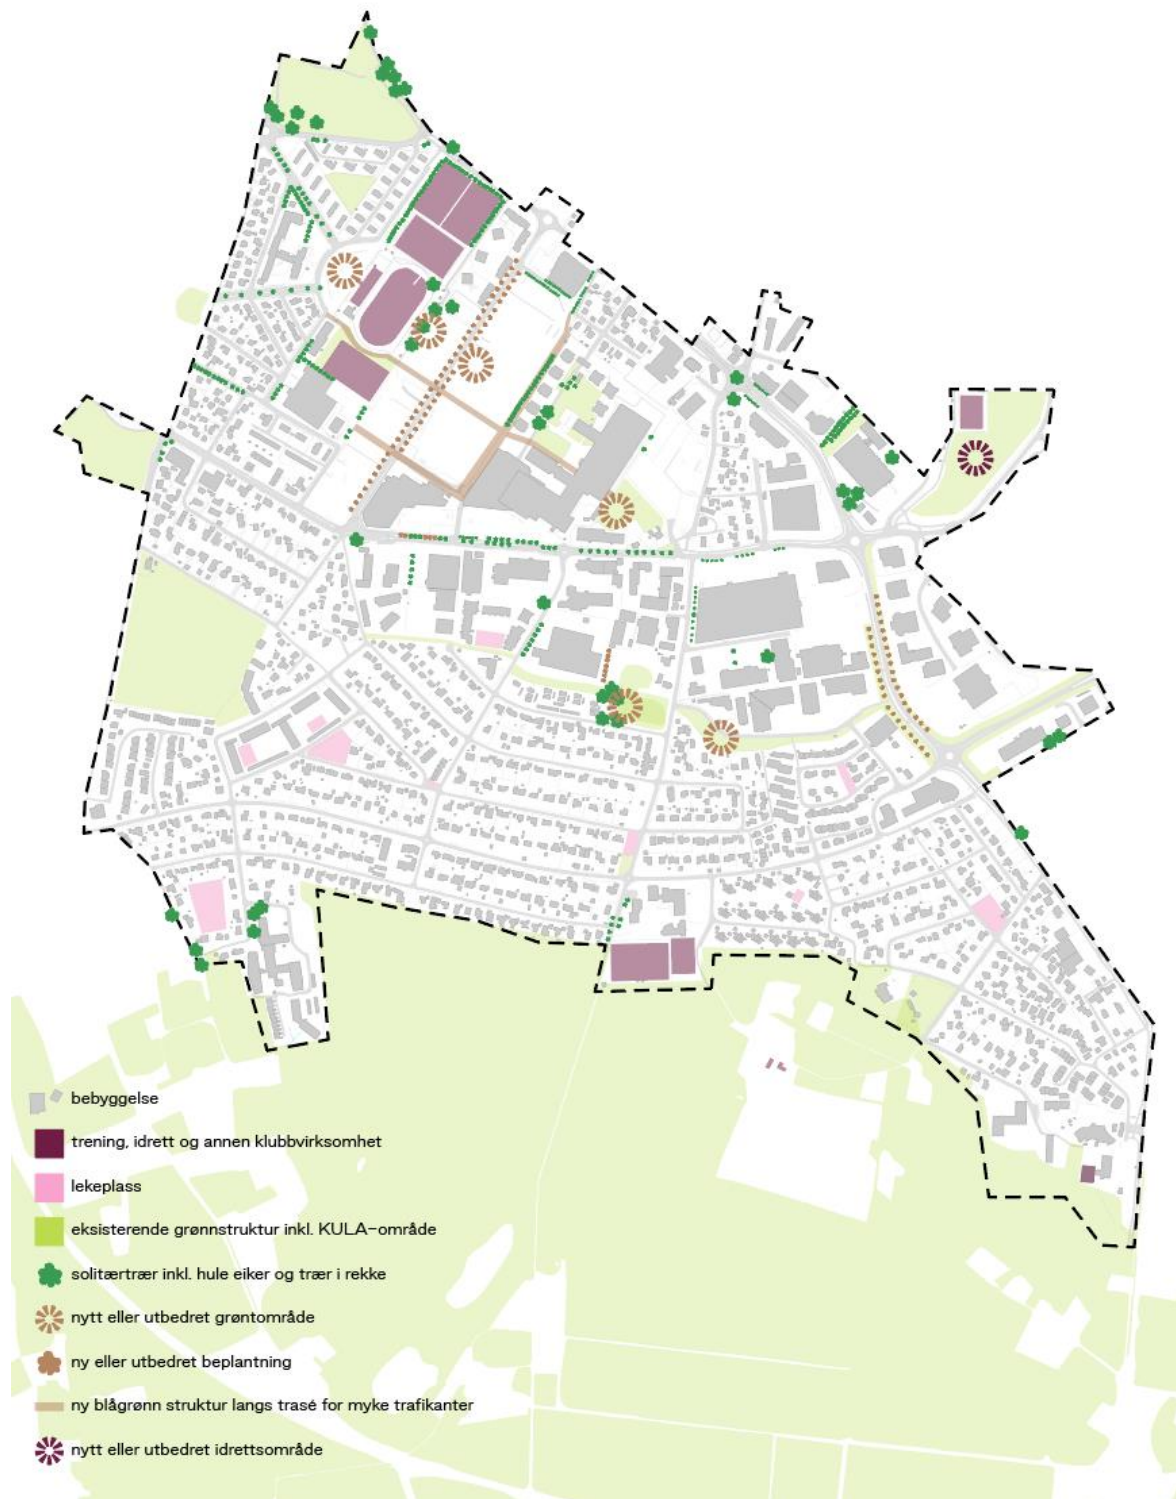 bebyggelse
trening, idrett og annen klubbvirksomhet
lekeplass
eksisterende grønnstruktur inkl. KULA-område
solitærtrær inkl. hule eiker og trær i rekke
nytt eller utbedret grøntområde
ny eller utbedret beplantning
ny blågrønn struktur langs trasé for myke trafikanter
nytt eller utbedret idrettsområde